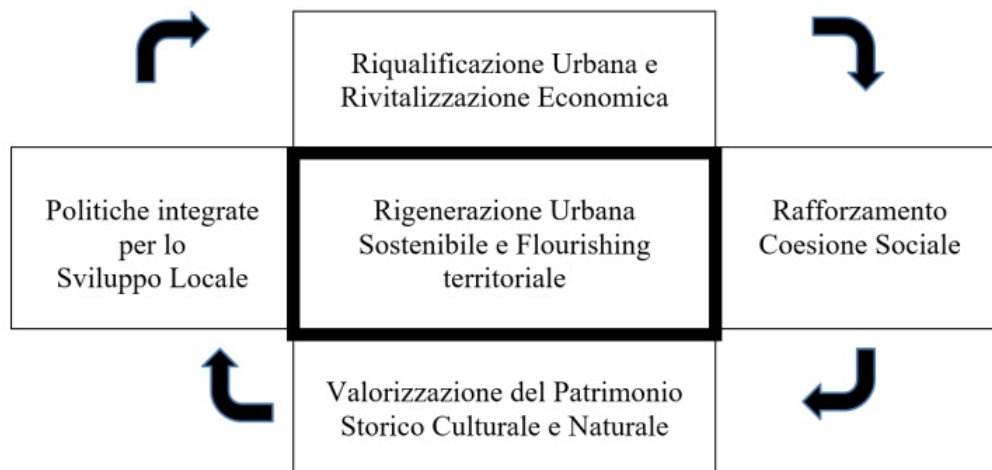 Riqualificazione Urbana e
Rivitalizzazione Economica
Politiche integrate
per lo
Sviluppo Locale
Rigenerazione Urbana
Sostenibile e Flourishing
territoriale
Rafforzamento
Coesione Sociale
Valorizzazione del Patrimonio
Storico Culturale e Naturale